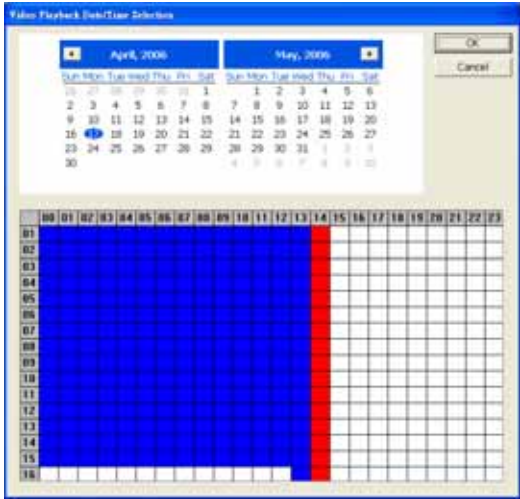 Video Playback Date/Time Selection
April, 2006 May, 2006
OK
Cancel
Sun Mon Tue Wed Thu Fri Sat Sun Mon Tue Wed Thu Fri Sat
26 27 28 29 30 31 1 1 2 3 4 5 6
2 3 4 5 6 7 8 7 8 9 10 11 12 13
9 10 11 12 13 14 15 14 15 16 17 18 19 20
16 17 18 19 20 21 22 21 22 23 24 25 26 27
23 24 25 26 27 28 29 28 29 30 31 1 2 3
30 4 5 6 7 8 9 10
00 01 02 03 04 05 06 07 08 09 10 11 12 13 14 15 16 17 18 19 20 21 22 23
01
02
03
04
05
06
07
08
09
10
11
12
13
14
15
16